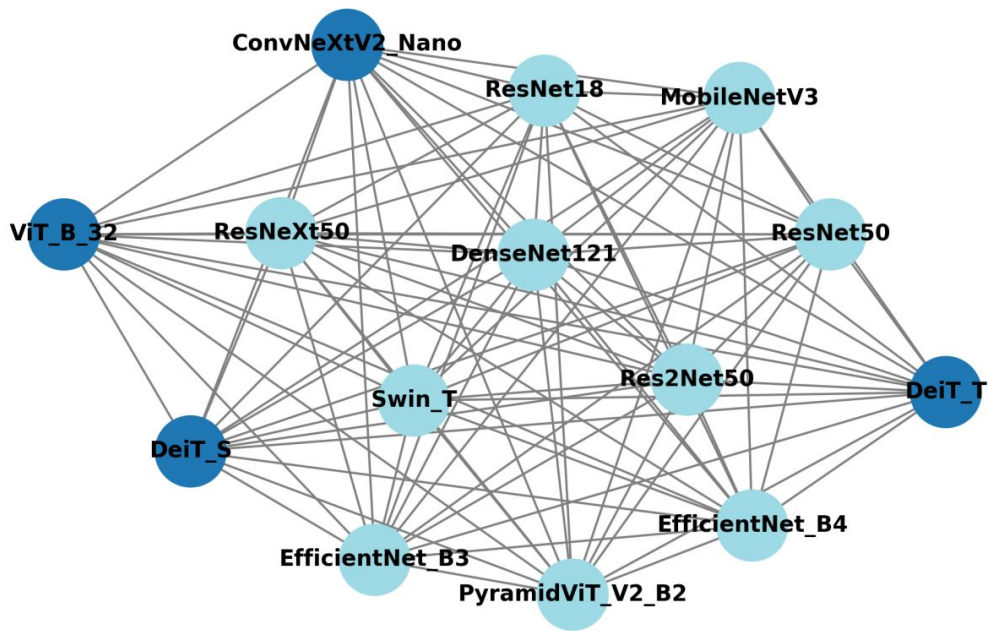 ConvNeXtV2_Nano
ResNet18
MobileNetV3
ViT_B_32
ResNeXt50
DenseNet121
ResNet50
Swin_T
Res2Net50
DeiT_T
DeiT_S
EfficientNet_B3
EfficientNet_B4
PyramidViT_V2_B2